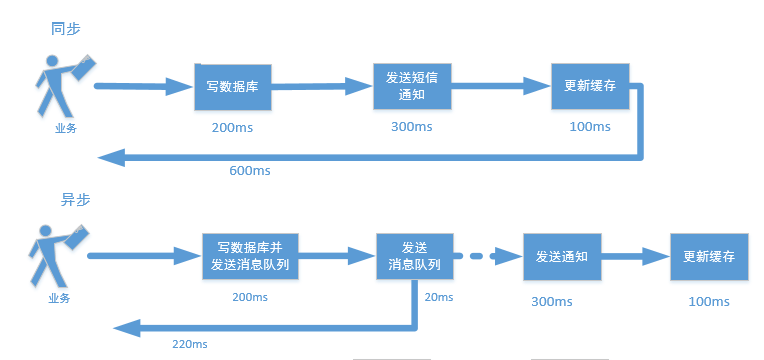 同步
写数据库
发送短信
通知
更新缓存
业务
200ms
300ms
100ms
600ms
异步
写数据库并
发送消息队列
发送
消息队列
发送通知
更新缓存
业务
200ms
20ms
300ms
100ms
220ms